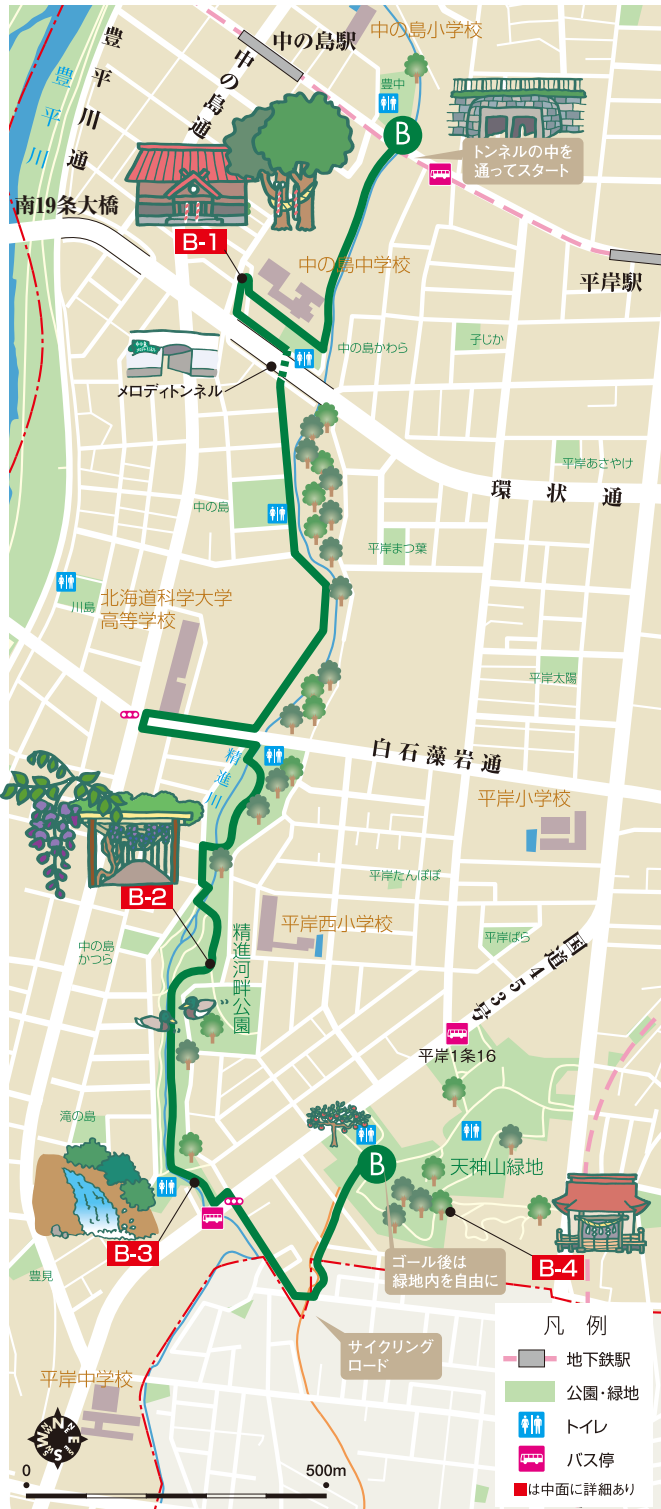 豊平川通
豊平川
中の島通
中の島駅
中の島小学校
豊中
B
トンネルの中を
通ってスタート
南19条大橋
B-1
中の島中学校
平岸駅
メロディトンネル
中の島かわら
子じか
平岸あさやけ
環状通
中の島
平岸まつ葉
川島
北海道科学大学
高等学校
平岸太陽
白石藻岩通
精進川
平岸小学校
平岸たんぽぽ
B-2
中の島
かつら
精進河畔公園
平岸西小学校
平岸ばら
国道453号
平岸1条16
滝の島
B
天神山緑地
B-3
豊見
ゴール後は
緑地内を自由に
B-4
サイクリング
ロード
平岸中学校
凡 例
地下鉄駅
公園・緑地
トイレ
バス停
は中面に詳細あり
N
E
S
W
0 500m